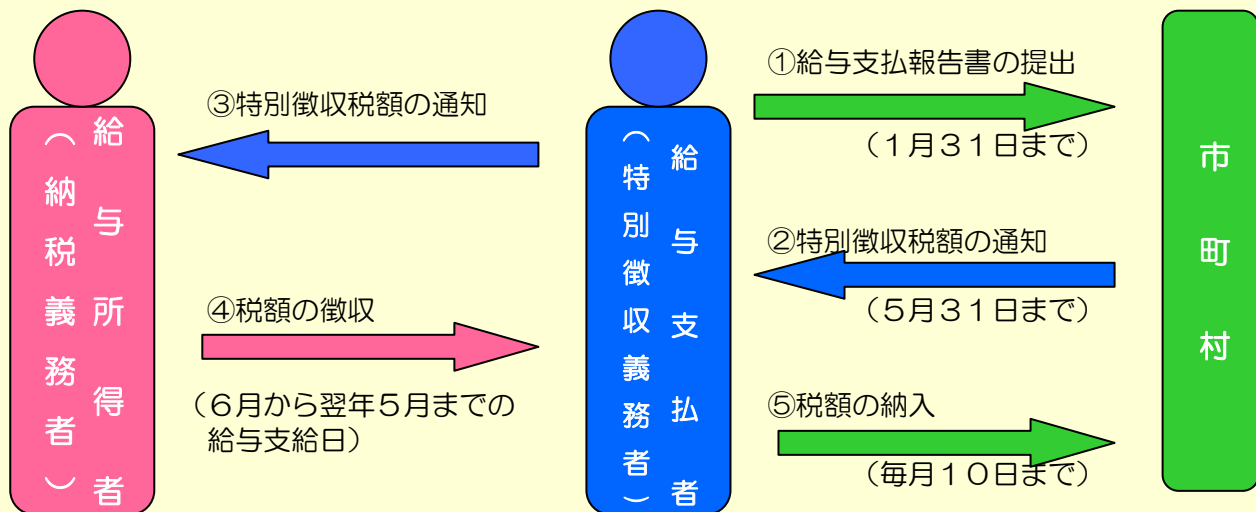 給与所得者
（納税義務者）
③特別徴収税額の通知
④税額の徴収
（６月から翌年５月までの
給与支給日）
給与支払者
（特別徴収義務者）
①給与支払報告書の提出
（１月３１日まで）
②特別徴収税額の通知
（５月３１日まで）
⑤税額の納入
（毎月１０日まで）
市町村